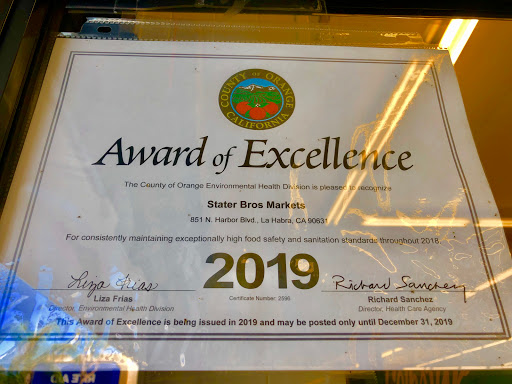 COUNTY OF ORANGE
CALIFORNIA
Award of Excellence
The County of Orange Environmental Health Division is pleased to recognize
Stater Bros Markets
851 N. Harbor Blvd., La Habra, CA 90631
For consistently maintaining exceptionally high food safety and sanitation standards throughout 2018.
2019
Liza Frias
Richard Sanchez
Liza Frias
Certificate Number: 2590
Richard Sanchez
Director, Environmental Health Division
Director, Health Care Agency
This Award of Excellence is being issued in 2019 and may be posted only until December 31, 2019